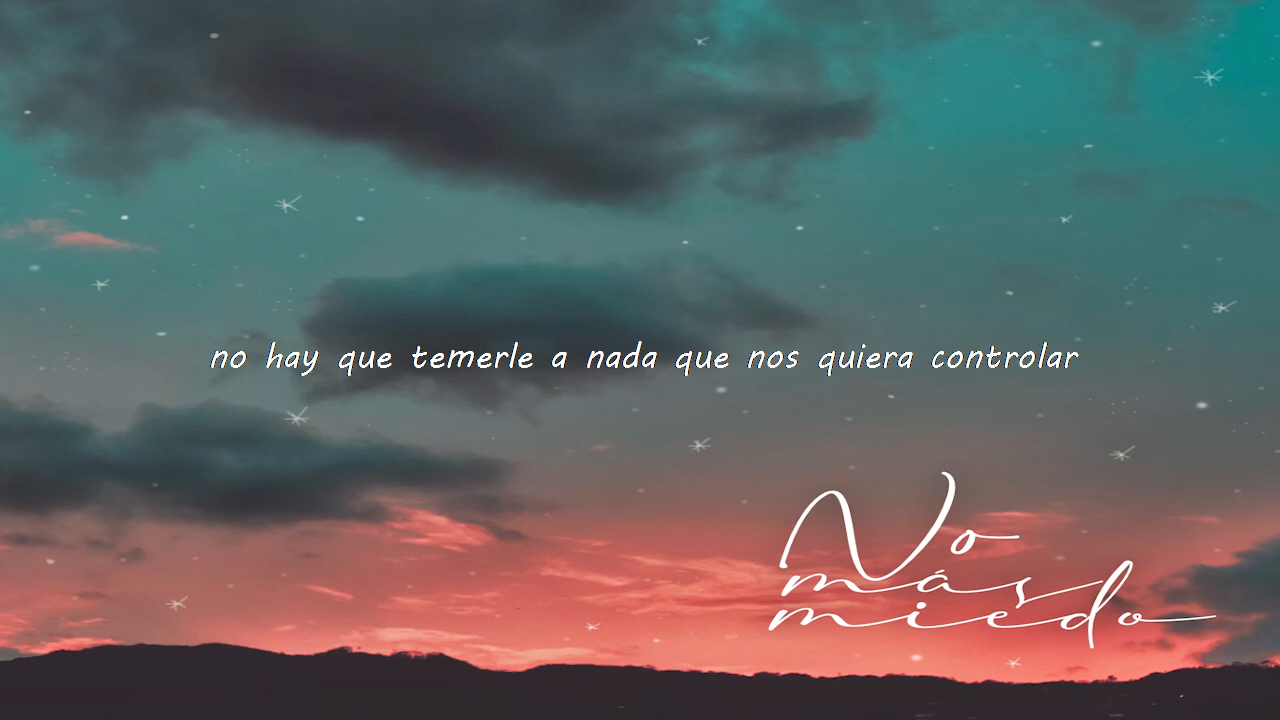 no hay que temerle a nada que nos quiera controlar
No
más
miedo